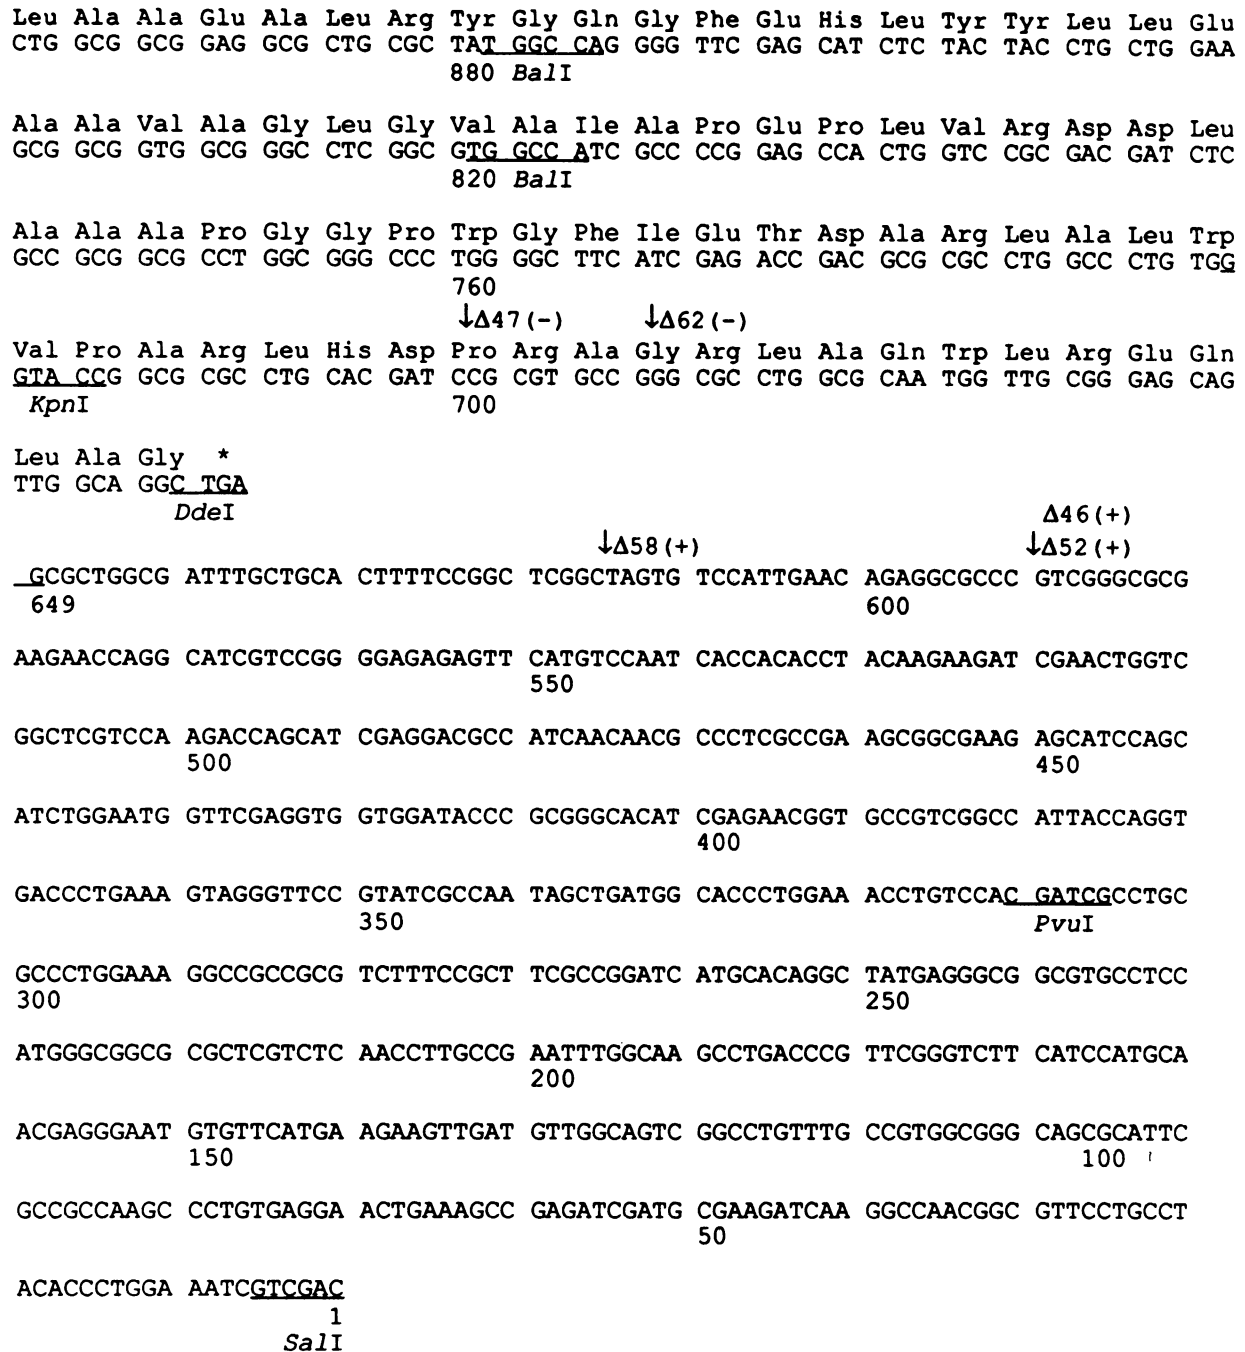 Leu Ala Ala Glu Ala Leu Arg Tyr Gly Gln Gly Phe Glu His Leu Tyr Tyr Leu Leu Glu
CTG GCG GCG GAG GCG CTG CGC TAT GGC CAG GGG TTC GAG CAT CTC TAC TAC CTG CTG GAA
880 BalI
Ala Ala Val Ala Gly Leu Gly Val Ala Ile Ala Pro Glu Pro Leu Val Arg Asp Asp Leu
GCG GCG GTG GCG GGC CTC GGC GTG GCC ATC GCC CCG GAG CCA CTG GTC CGC GAC GAT CTC
820 BalI
Ala Ala Ala Pro Gly Gly Pro Trp Gly Phe Ile Glu Thr Asp Ala Arg Leu Ala Leu Trp
GCC GCG GCG CCT GGC GGG CCC TGG GGC TTC ATC GAG ACC GAC GCG CGC CTG GCC CTG TGG
760
↓Δ47(-) ↓Δ62(-)
Val Pro Ala Arg Leu His Asp Pro Arg Ala Gly Arg Leu Ala Gln Trp Leu Arg Glu Gln
GTA CCG GCG CGC CTG CAC GAT CCG CGT GCC GGG CGC CTG GCG CAA TGG TTG CGG GAG CAG
KpnI 700
Leu Ala Gly *
TTG GCA GGC TGA
DdeI
Δ46(+)
↓Δ58(+) ↓Δ52(+)
GCGCTGGCG ATTTGCTGCA CTTTTCCGGC TCGGCTAGTG TCCATTGAAC AGAGGCGCCC GTCGGGCGCG
649 600
AAGAACCAGG CATCGTCCGG GGAGAGAGTT CATGTCCAAT CACCACACCT ACAAGAAGAT CGAACTGGTC
550
GGCTCGTCCA AGACCAGCAT CGAGGACGCC ATCAACAACG CCCTCGCCGA AGCGGCGAAG AGCATCCAGC
500 450
ATCTGGAATG GTTCGAGGTG GTGGATACCC GCGGGCACAT CGAGAACGGT GCCGTCGGCC ATTACCAGGT
400
GACCCTGAAA GTAGGGTTCC GTATCGCCAA TAGCTGATGG CACCCTGGAA ACCTGTCCAC GATCGCCTGC
350 PvuI
GCCCTGGAAA GGCCGCCGCG TCTTTCCGCT TCGCCGGATC ATGCACAGGC TATGAGGGCG GCGTGCCTCC
300 250
ATGGGCGGCG CGCTCGTCTC AACCTTGCCG AATTTGGCAA GCCTGACCCG TTCGGGTCTT CATCCATGCA
200
ACGAGGGAAT GTGTTCATGA AGAAGTTGAT GTTGGCAGTC GGCCTGTTTG CCGTGGCGGG CAGCGCATTC
150 100
GCCGCCAAGC CCTGTGAGGA ACTGAAAGCC GAGATCGATG CGAAGATCAA GGCCAACGGC GTTCCTGCCT
50
ACACCCTGGA AATCGTCGAC
1
SalI